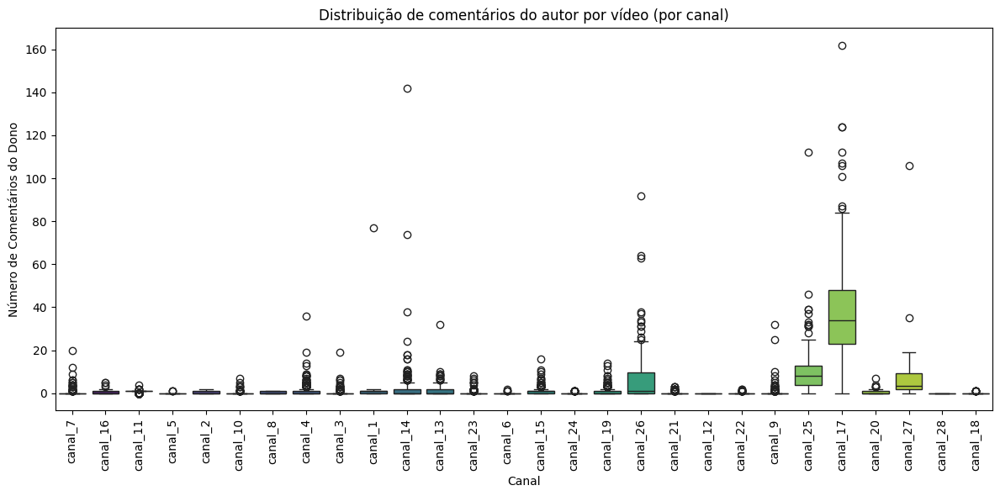 Distribuição de comentários do autor por vídeo (por canal)
Número de Comentários do Dono
160
140
120
100
80
60
40
20
0
canal_7
canal_16
canal_11
canal_5
canal_2
canal_10
canal_8
canal_4
canal_3
canal_1
canal_14
canal_13
canal_23
canal_6
canal_15
canal_24
canal_19
canal_26
canal_21
canal_12
canal_22
canal_9
canal_25
canal_17
canal_20
canal_27
canal_28
canal_18
Canal